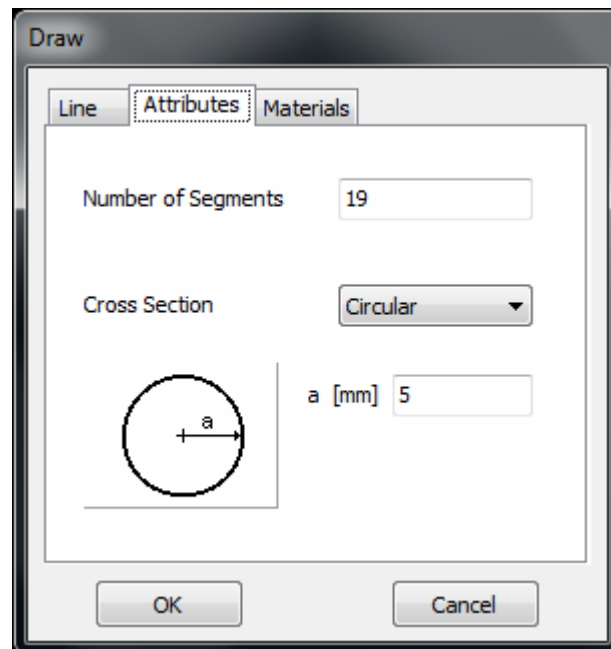 Draw
Line Attributes Materials
Number of Segments 19
Cross Section Circular
a
a [mm] 5
OK Cancel